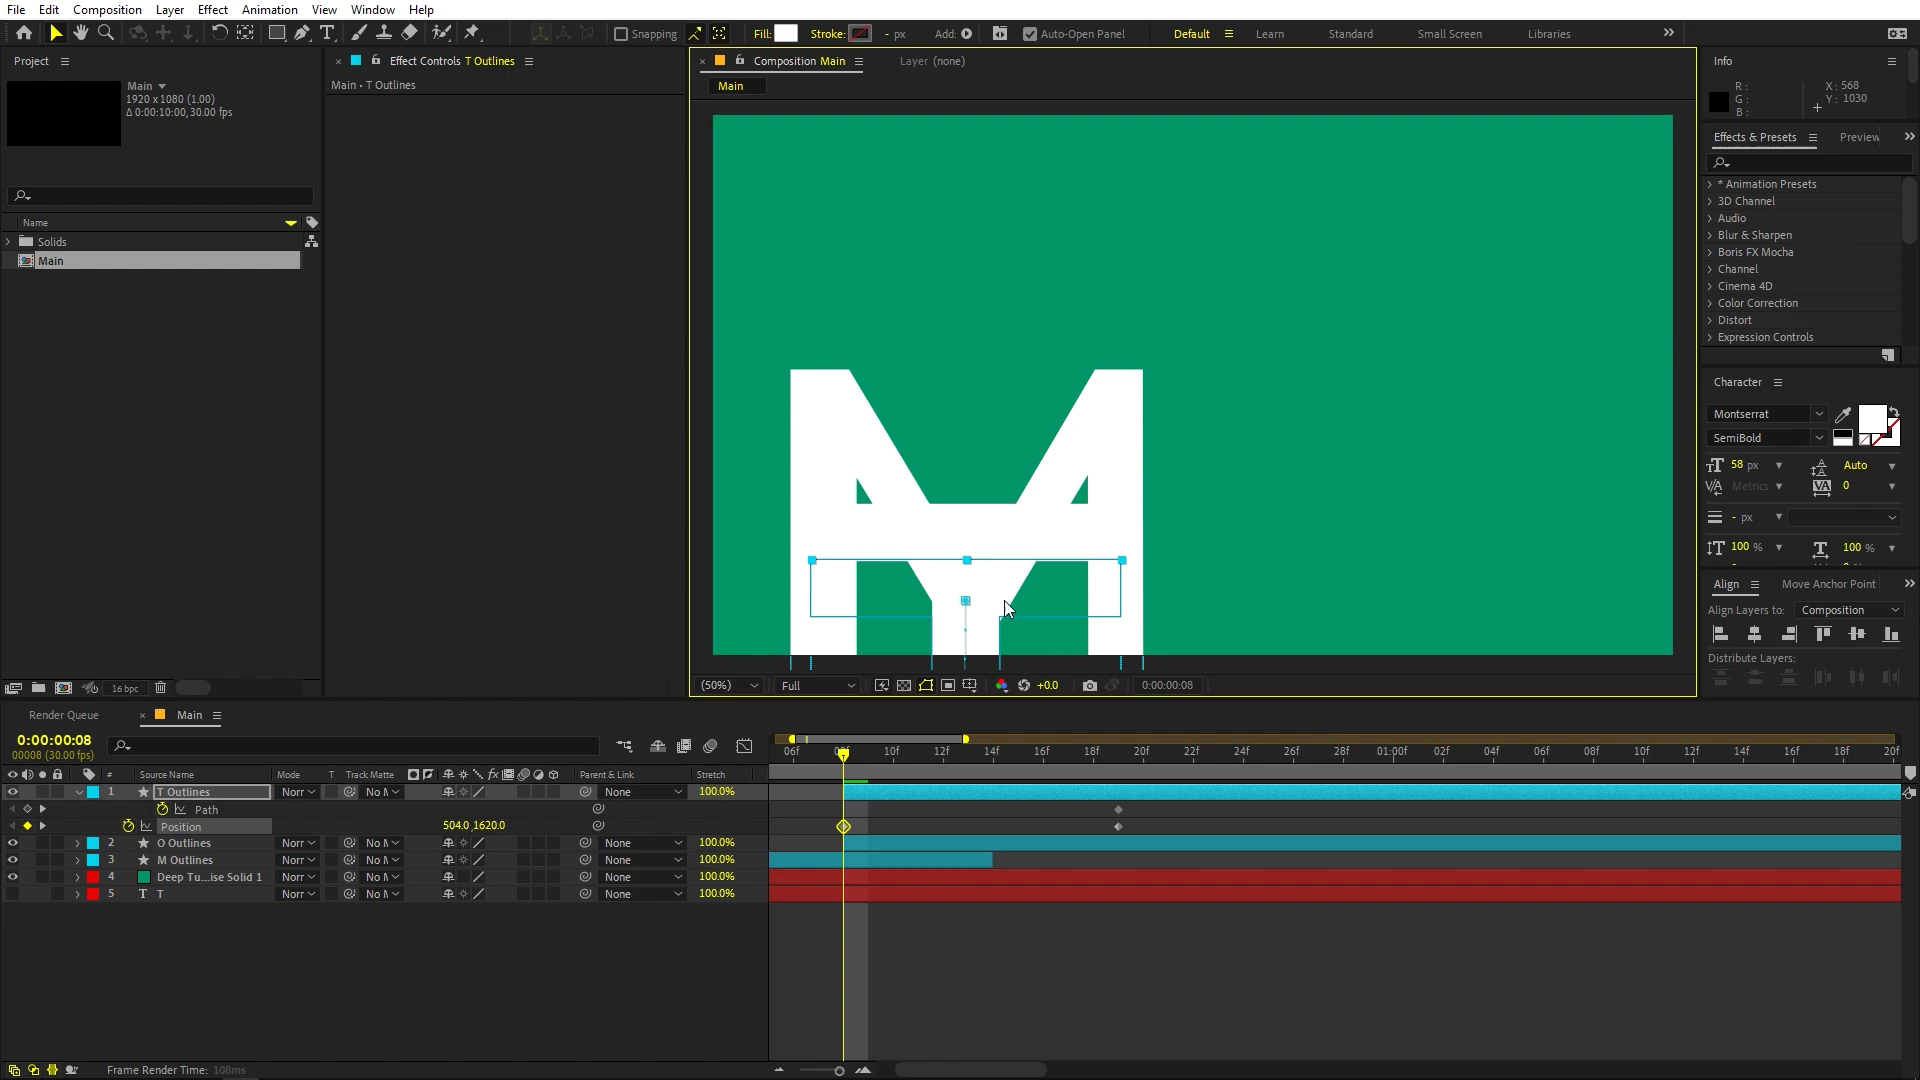 File Edit Composition Layer Effect Animation View Window Help
Snapping Fill: Stroke: - px Add: Auto-Open Panel Default Learn Standard Small Screen Libraries
Project
Main
1920 x 1080 (1.00)
Δ 0:00:10:00, 30.00 fps
Name
Solids
Main
16 bpc
Effect Controls T Outlines
Main • T Outlines
Composition Main Layer (none)
Main
M
(50%) Full +0.0 0:00:00:08
Info
R : X : 568
G : Y : 1030
B :
Effects & Presets Preview
* Animation Presets
3D Channel
Audio
Blur & Sharpen
Boris FX Mocha
Channel
Cinema 4D
Color Correction
Distort
Expression Controls
Character
Montserrat
SemiBold
58 px Auto
Metrics 0
- px
100 % 100 %
Align Move Anchor Point
Align Layers to: Composition
Distribute Layers:
Render Queue Main
0:00:00:08
00008 (30.00 fps)
06f 10f 12f 14f 16f 18f 20f 22f 24f 26f 28f 01:00f 02f 04f 06f 08f 10f 12f 14f 16f 18f 20f
# Source Name Mode T Track Matte fx Parent & Link Stretch
1 T Outlines Norr No M None 100.0%
Path
Position 504.0,1620.0
2 O Outlines Norr No M None 100.0%
3 M Outlines Norr No M None 100.0%
4 Deep Tu...ise Solid 1 Norr No M None 100.0%
5 T T Norr No M None 100.0%
Frame Render Time: 108ms